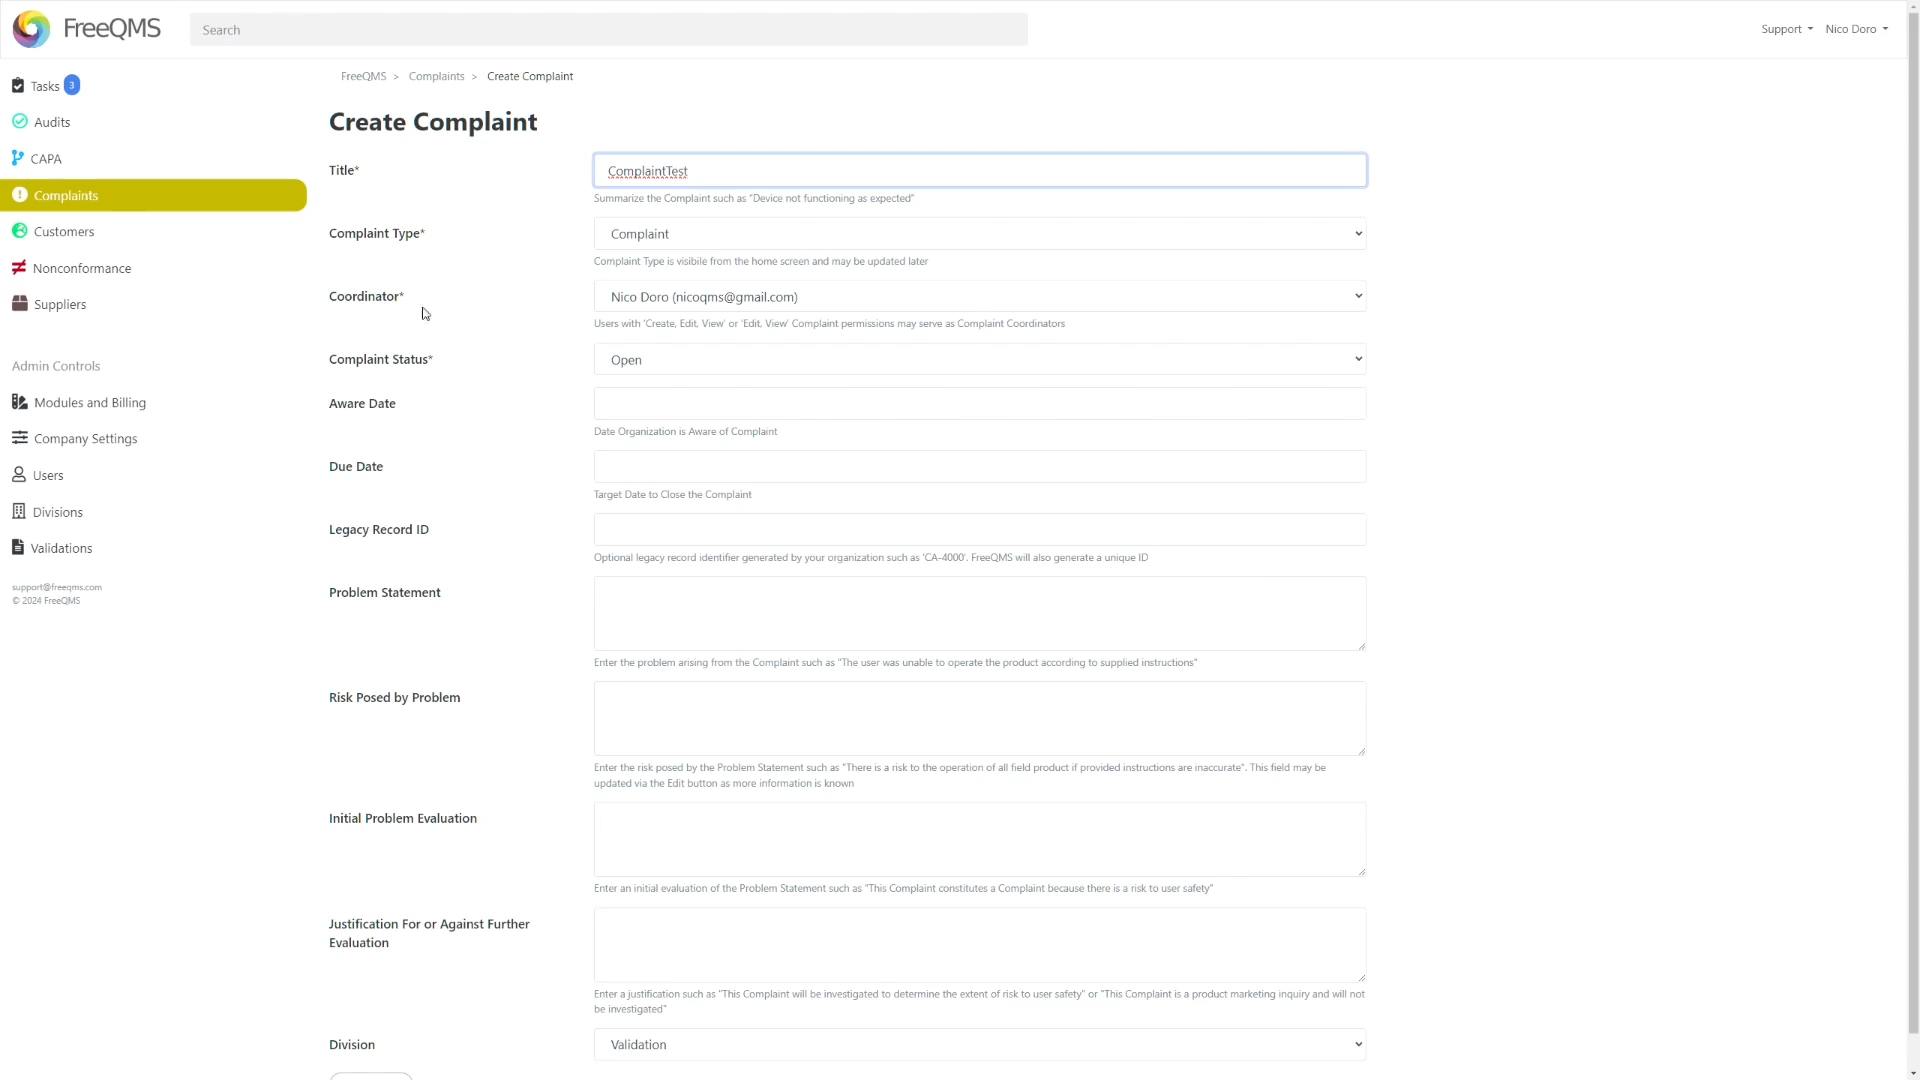 FreeQMS
Search
Support
Nico Doro
Tasks 3
Audits
CAPA
Complaints
Customers
Nonconformance
Suppliers
Admin Controls
Modules and Billing
Company Settings
Users
Divisions
Validations
support@freeqms.com
© 2024 FreeQMS
FreeQMS > Complaints > Create Complaint
Create Complaint
Title*
ComplaintTest
Summarize the Complaint such as "Device not functioning as expected"
Complaint Type*
Complaint
Complaint Type is visibile from the home screen and may be updated later
Coordinator*
Nico Doro (nicoqms@gmail.com)
Users with 'Create, Edit, View' or 'Edit, View' Complaint permissions may serve as Complaint Coordinators
Complaint Status*
Open
Aware Date
Date Organization is Aware of Complaint
Due Date
Target Date to Close the Complaint
Legacy Record ID
Optional legacy record identifier generated by your organization such as 'CA-4000'. FreeQMS will also generate a unique ID
Problem Statement
Enter the problem arising from the Complaint such as "The user was unable to operate the product according to supplied instructions"
Risk Posed by Problem
Enter the risk posed by the Problem Statement such as "There is a risk to the operation of all field product if provided instructions are inaccurate". This field may be
updated via the Edit button as more information is known
Initial Problem Evaluation
Enter an initial evaluation of the Problem Statement such as "This Complaint constitutes a Complaint because there is a risk to user safety"
Justification For or Against Further
Evaluation
Enter a justification such as "This Complaint will be investigated to determine the extent of risk to user safety" or "This Complaint is a product marketing inquiry and will not
be investigated"
Division
Validation